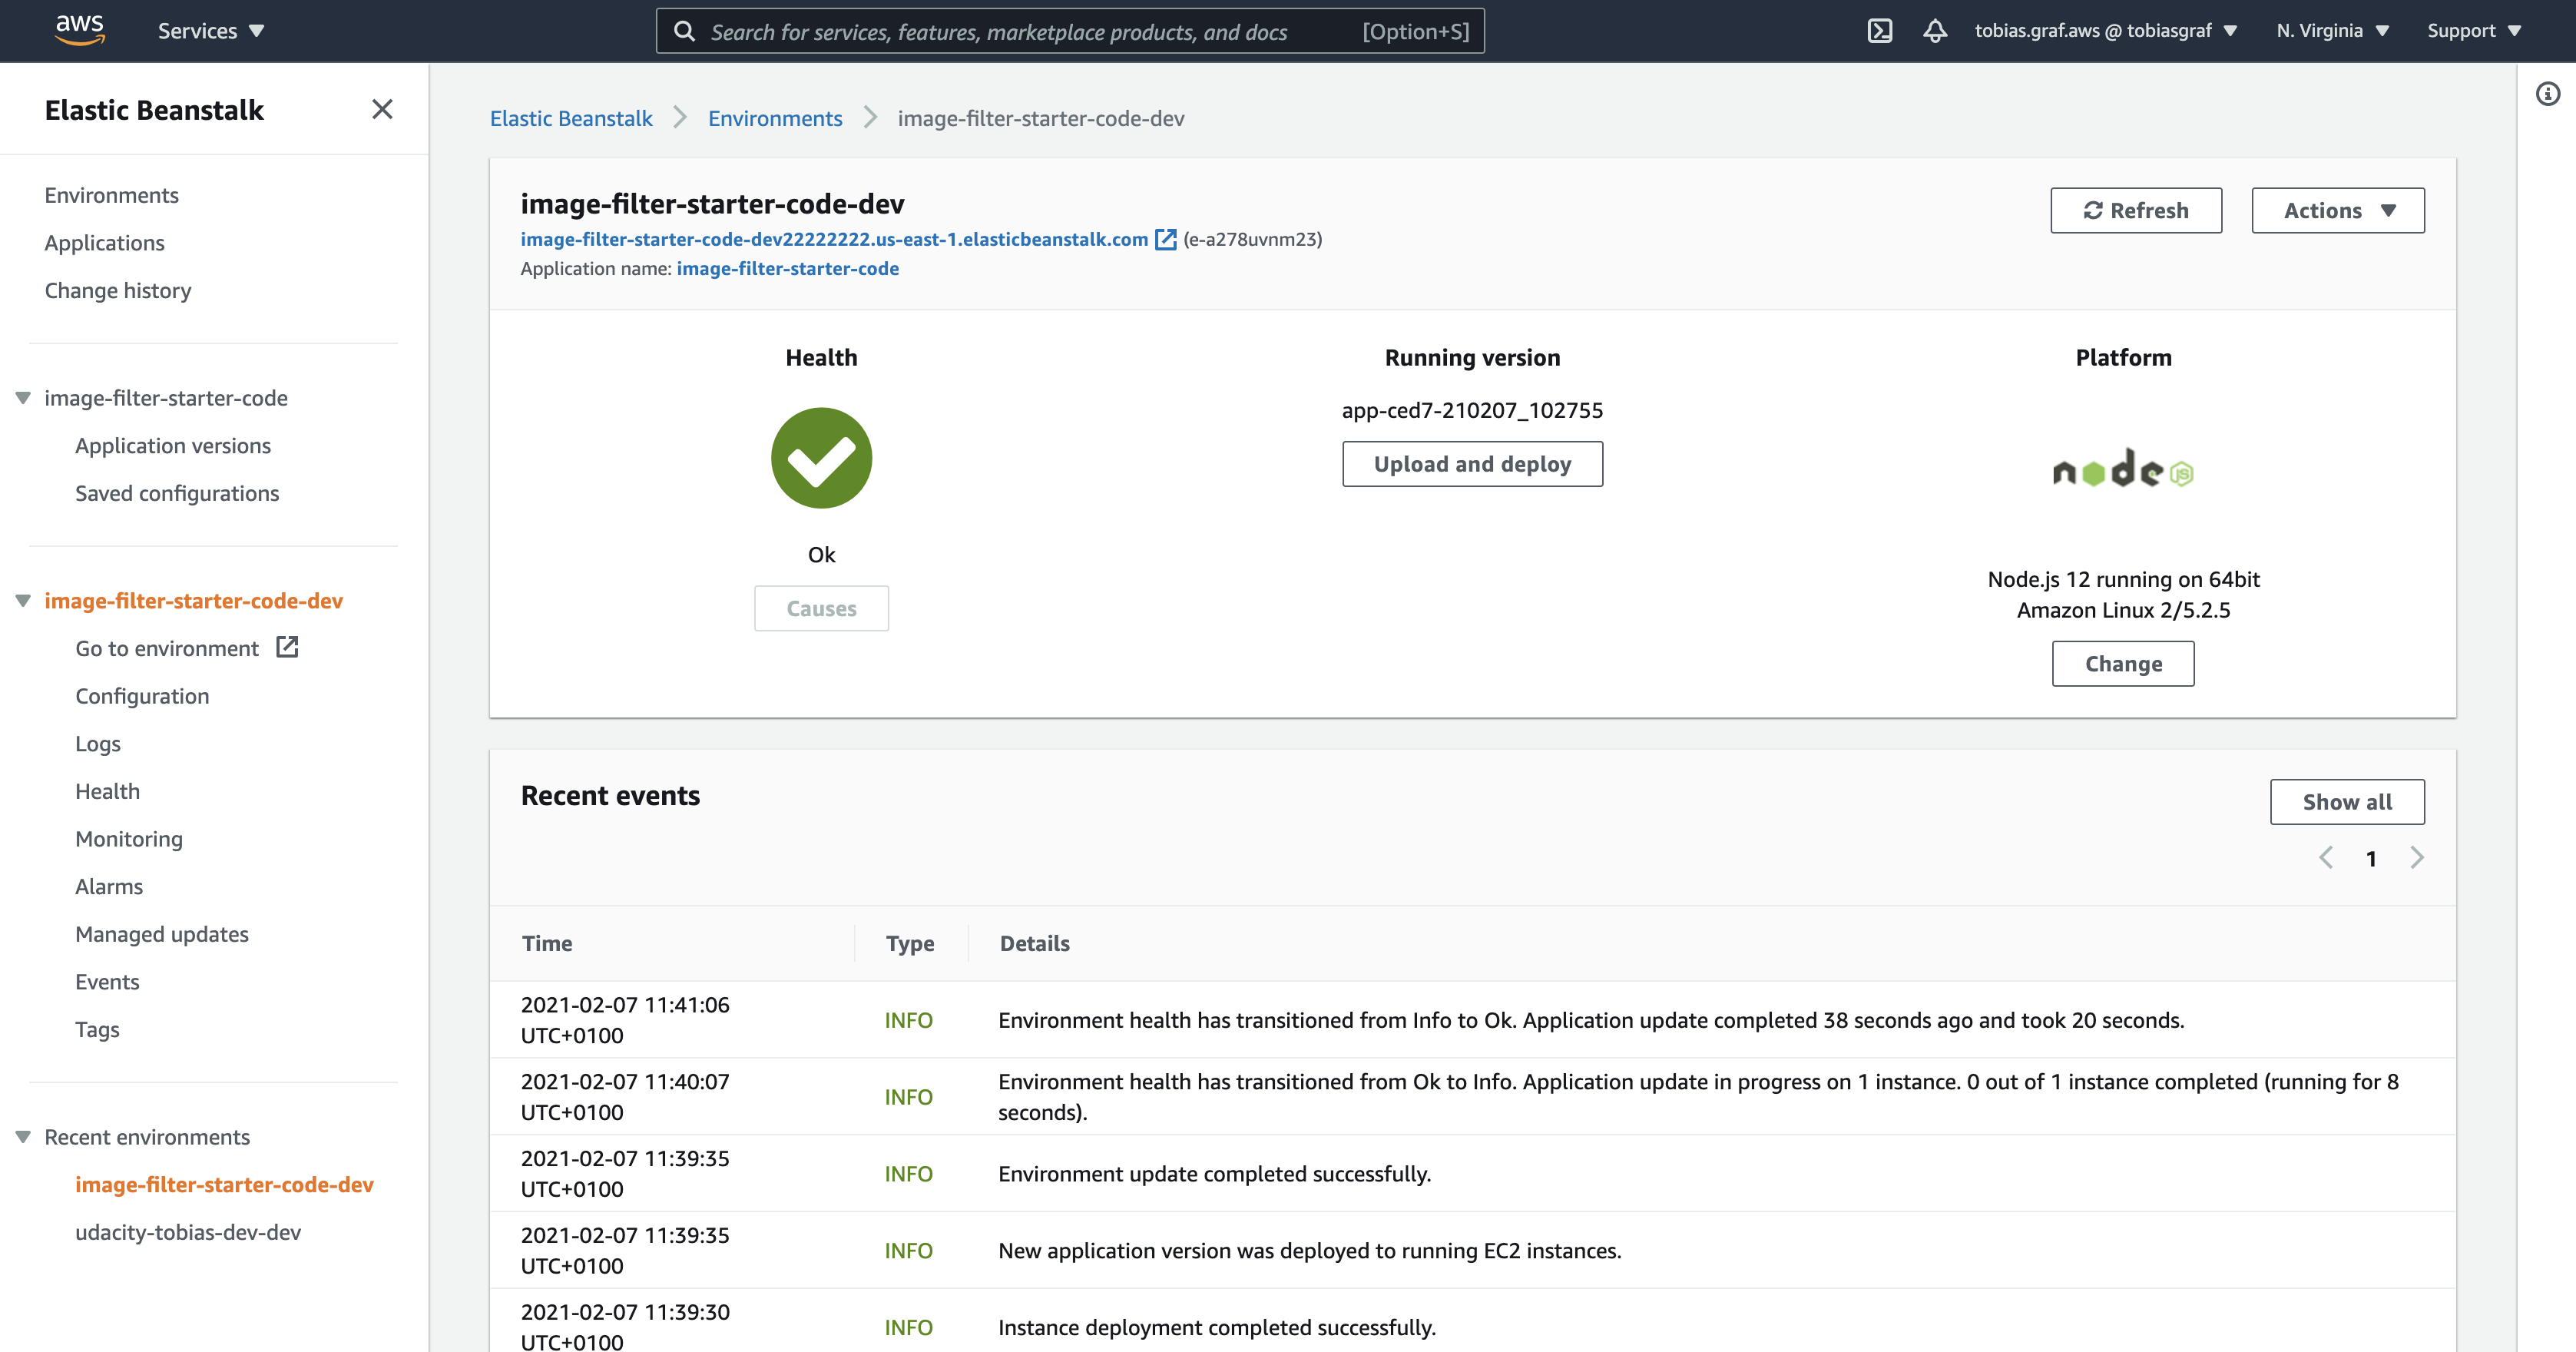 aws
Services
Search for services, features, marketplace products, and docs
[Option+S]
tobias.graf.aws @ tobiasgraf
N. Virginia
Support
Elastic Beanstalk
Environments
Applications
Change history
image-filter-starter-code
Application versions
Saved configurations
image-filter-starter-code-dev
Go to environment
Configuration
Logs
Health
Monitoring
Alarms
Managed updates
Events
Tags
Recent environments
image-filter-starter-code-dev
udacity-tobias-dev-dev
Elastic Beanstalk
Environments
image-filter-starter-code-dev
image-filter-starter-code-dev
image-filter-starter-code-dev22222222.us-east-1.elasticbeanstalk.com (e-a278uvnm23)
Application name: image-filter-starter-code
Refresh
Actions
Health
Ok
Causes
Running version
app-ced7-210207_102755
Upload and deploy
Platform
node JS
Node.js 12 running on 64bit
Amazon Linux 2/5.2.5
Change
Recent events
Show all
1
Time
Type
Details
2021-02-07 11:41:06
UTC+0100
INFO
Environment health has transitioned from Info to Ok. Application update completed 38 seconds ago and took 20 seconds.
2021-02-07 11:40:07
UTC+0100
INFO
Environment health has transitioned from Ok to Info. Application update in progress on 1 instance. 0 out of 1 instance completed (running for 8
seconds).
2021-02-07 11:39:35
UTC+0100
INFO
Environment update completed successfully.
2021-02-07 11:39:35
UTC+0100
INFO
New application version was deployed to running EC2 instances.
2021-02-07 11:39:30
UTC+0100
INFO
Instance deployment completed successfully.